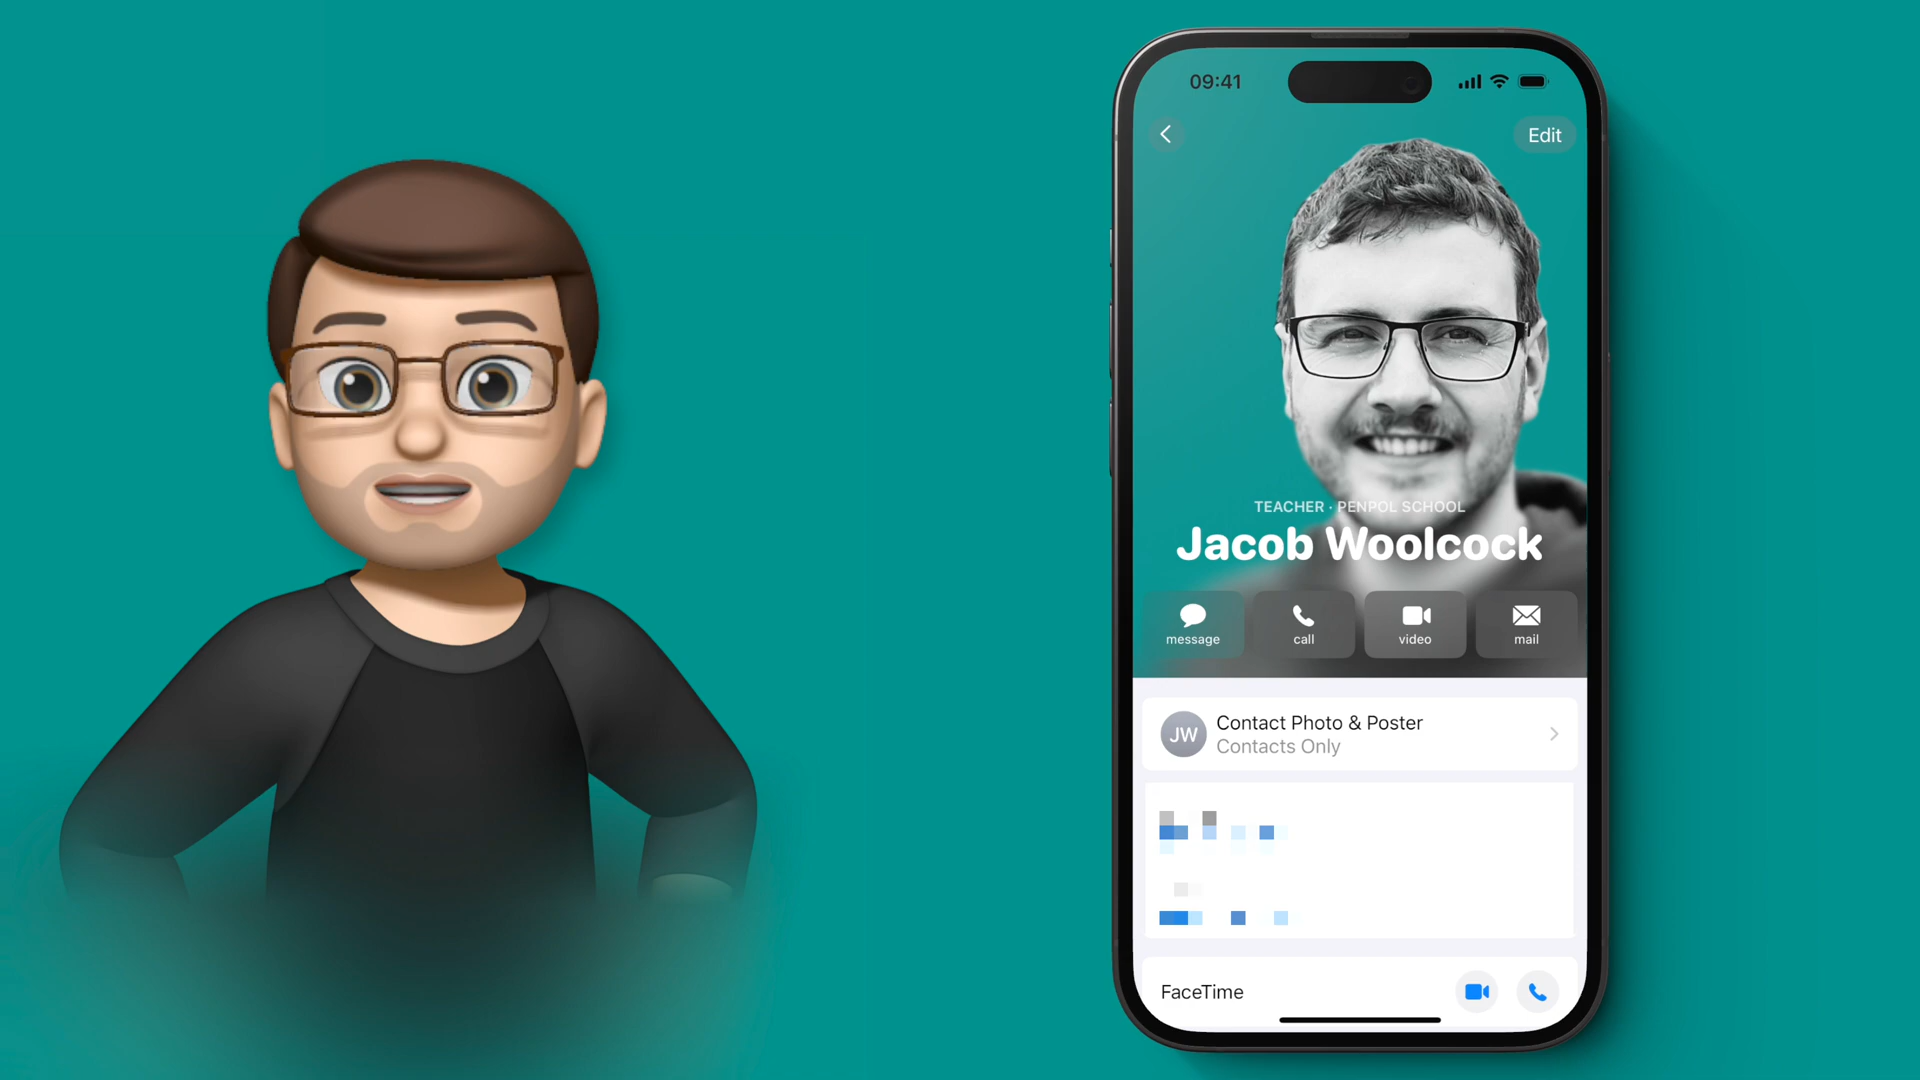 09:41
Edit
TEACHER · PENPOL SCHOOL
Jacob Woolcock
message
call
video
mail
JW
Contact Photo & Poster
Contacts Only
FaceTime